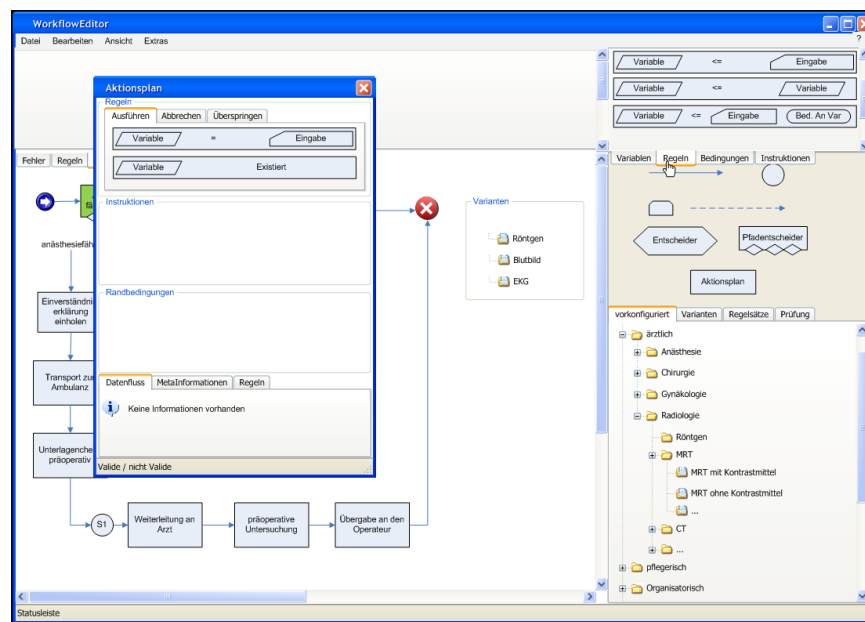 WorkflowEditor
Datei Bearbeiten Ansicht Extras ?
Variable <= Eingabe
Variable <= Variable
Variable <= Eingabe Bed. An Var
Aktionsplan
Regeln
Ausführen Abbrechen Überspringen
Variable = Eingabe
Variable Existiert
Instruktionen
Randbedingungen
Datenfluss MetaInformationen Regeln
Keine Informationen vorhanden
Valide / nicht Valide
Fehler Regeln
anästhesiefäh
Einverständni
erklärung
einholen
Transport zur
Ambulanz
Unterlagenche
präoperativ
S1
Weiterleitung an
Arzt
präoperative
Untersuchung
Übergabe an den
Operateur
Varianten
Röntgen
Blutbild
EKG
Variablen Regeln Bedingungen Instruktionen
Entscheider
Pfadentscheider
Aktionsplan
vorkonfiguriert Varianten Regelsätze Prüfung
ärztlich
Anästhesie
Chirurgie
Gynäkologie
Radiologie
Röntgen
MRT
MRT mit Kontrastmittel
MRT ohne Kontrastmittel
...
CT
...
pflegerisch
Organisatorisch
Statusleiste